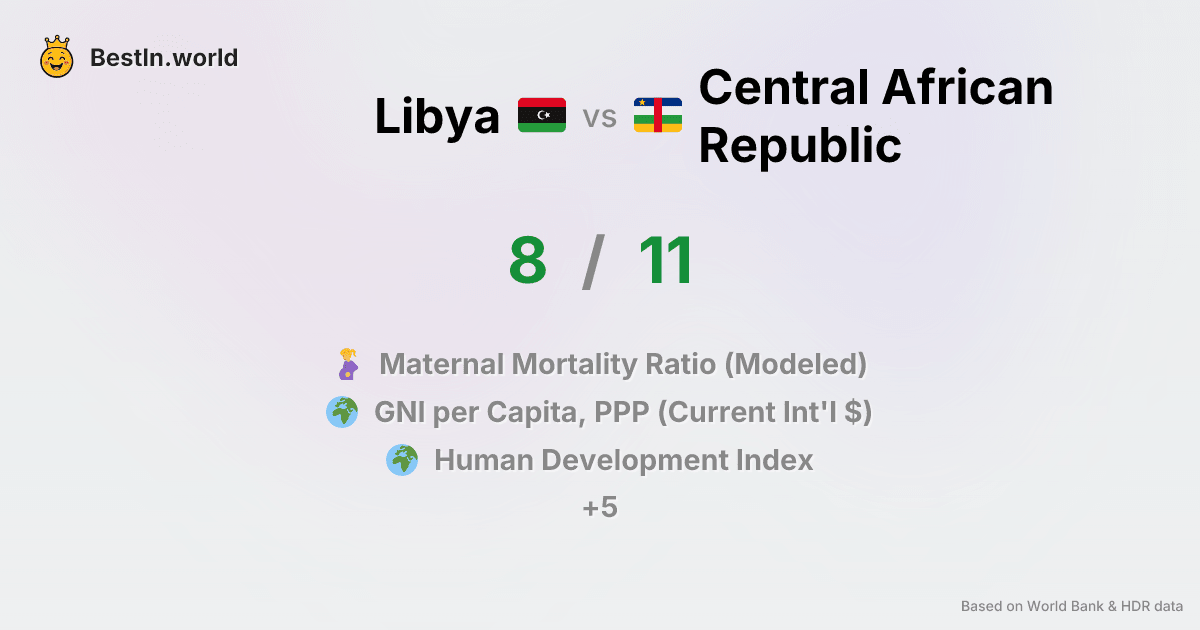 BestIn.world
Libya vs Central African
Republic
8 / 11
Maternal Mortality Ratio (Modeled)
GNI per Capita, PPP (Current Int'l $)
Human Development Index
+5
Based on World Bank & HDR data